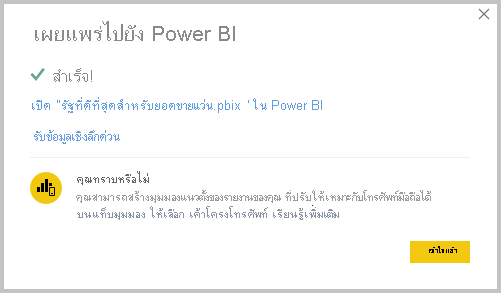 เผยแพร่ไปยัง Power BI
สำเร็จ!
เปิด "รัฐที่ดีที่สุดสำหรับยอดขายแว่น.pbix " ใน Power BI
รับข้อมูลเชิงลึกด่วน
คุณทราบหรือไม่
คุณสามารถสร้างมุมมองแนวตั้งของรายงานของคุณ ที่ปรับให้เหมาะกับโทรศัพท์มือถือได้
บนแท็บมุมมอง ให้เลือก เค้าโครงโทรศัพท์ เรียนรู้เพิ่มเติม
เข้าใจแล้ว